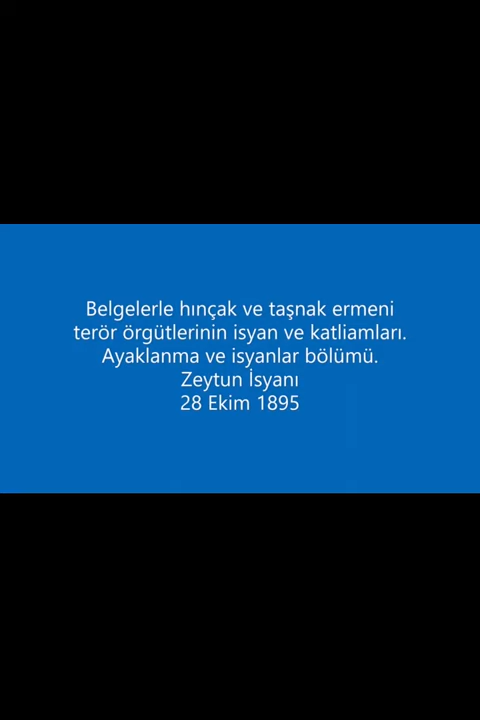 Belgelerle hınçak ve taşnak ermeni
terör örgütlerinin isyan ve katliamları.
Ayaklanma ve isyanlar bölümü.
Zeytun İsyanı
28 Ekim 1895